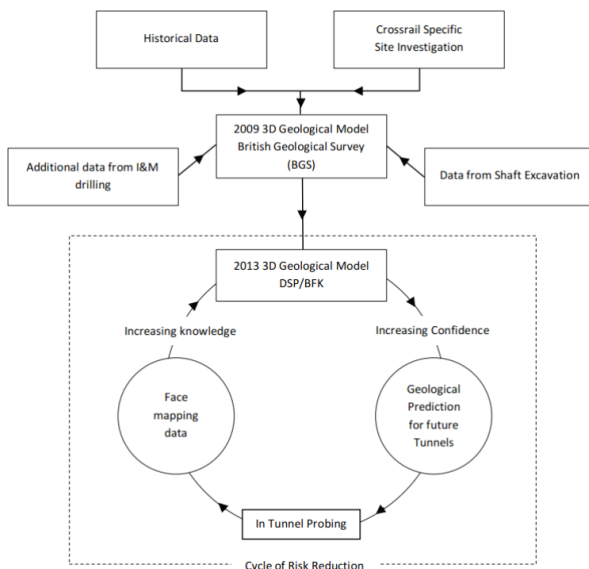 Historical Data
Crossrail Specific
Site Investigation
2009 3D Geological Model
British Geological Survey
(BGS)
Additional data from I&M
drilling
Data from Shaft Excavation
2013 3D Geological Model
DSP/BFK
Increasing knowledge
Increasing Confidence
Face
mapping
data
Geological
Prediction
for future
Tunnels
In Tunnel Probing
Cycle of Risk Reduction